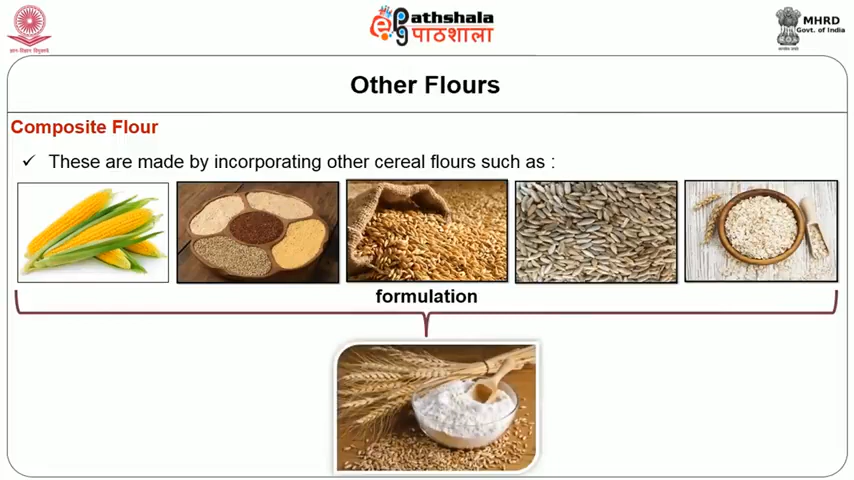 ePathshala
पाठशाला
MHRD
Govt. of India
Other Flours
Composite Flour
✓ These are made by incorporating other cereal flours such as :
formulation